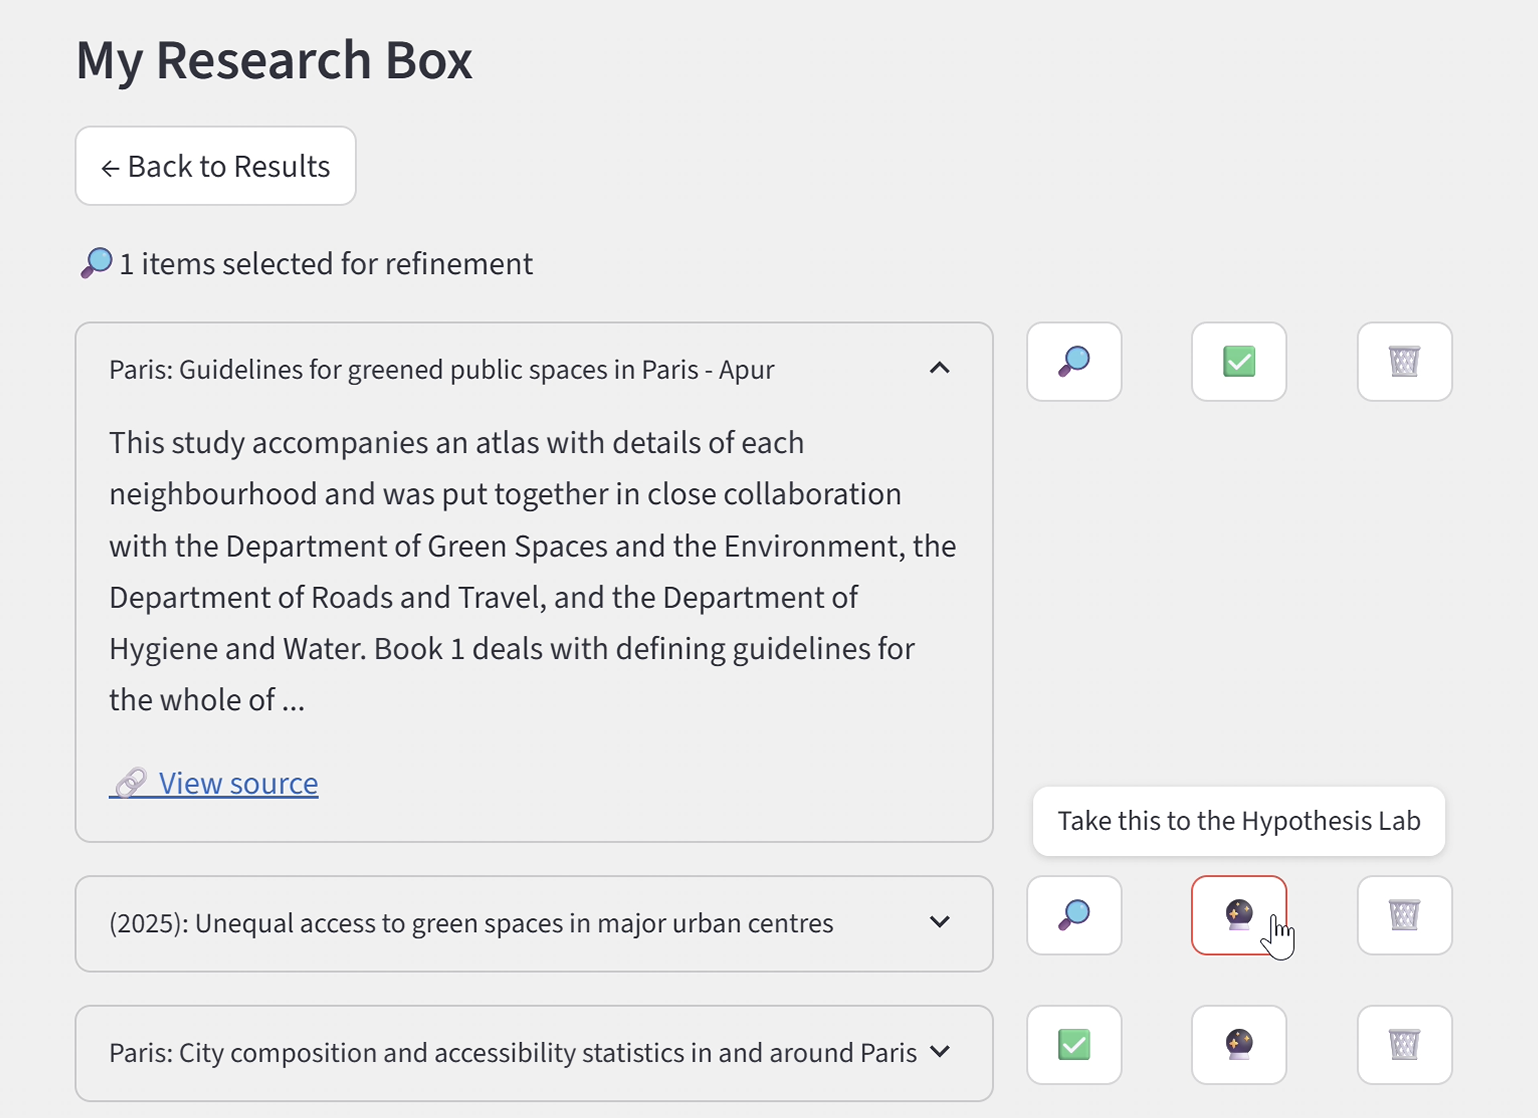 My Research Box
← Back to Results
1 items selected for refinement
Paris: Guidelines for greened public spaces in Paris - Apur
This study accompanies an atlas with details of each
neighbourhood and was put together in close collaboration
with the Department of Green Spaces and the Environment, the
Department of Roads and Travel, and the Department of
Hygiene and Water. Book 1 deals with defining guidelines for
the whole of ...
View source
Take this to the Hypothesis Lab
(2025): Unequal access to green spaces in major urban centres
Paris: City composition and accessibility statistics in and around Paris